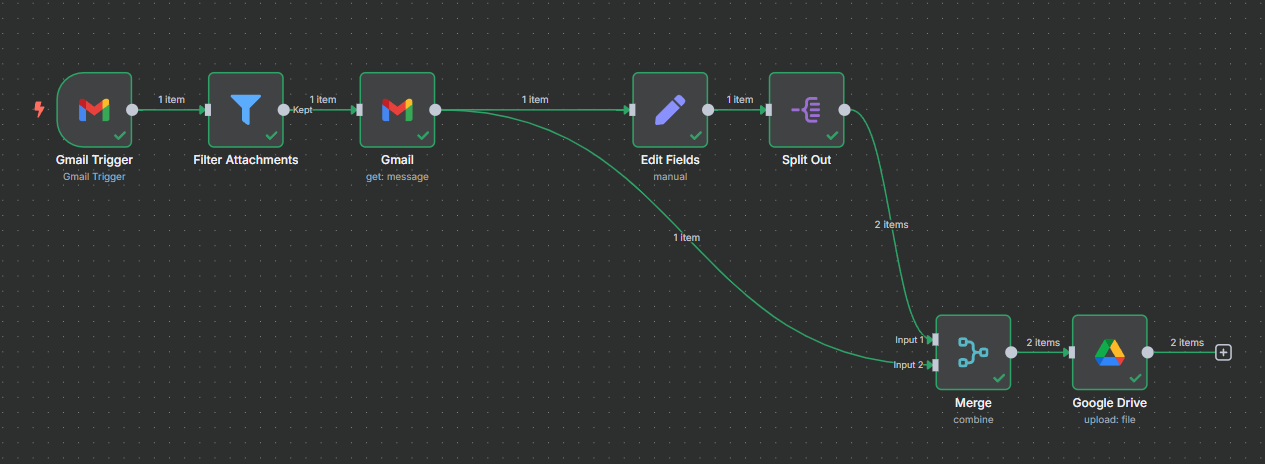 1 item
Kept
1 item
1 item
1 item
Gmail Trigger
Gmail Trigger
Filter Attachments
Gmail
get: message
Edit Fields
manual
Split Out
2 items
1 item
Input 1
Input 2
2 items
2 items
Merge
combine
Google Drive
upload: file